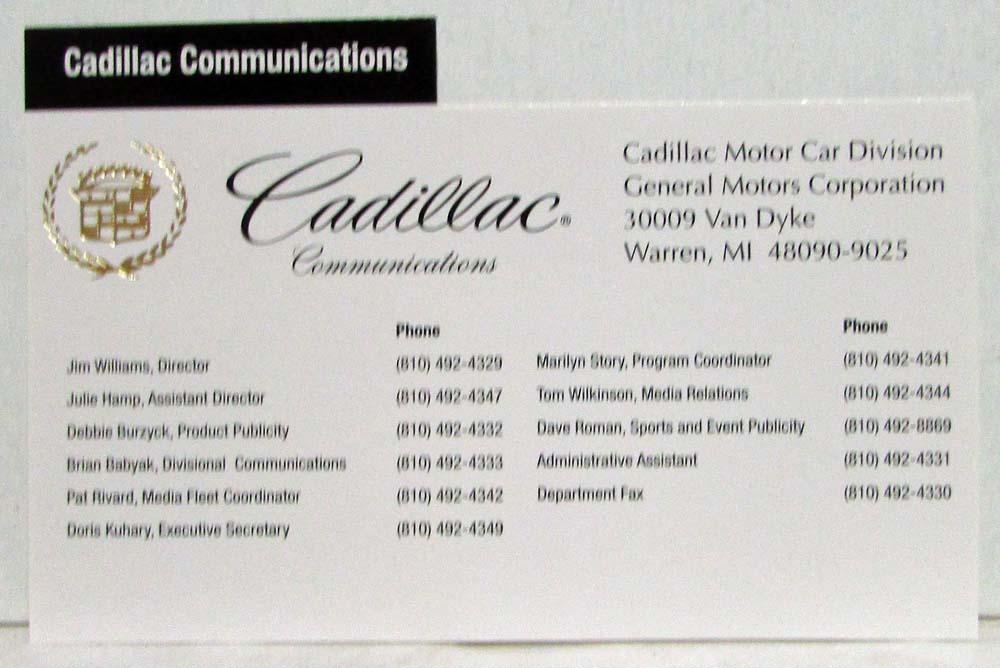 Cadillac Communications
Cadillac®
Communications
Cadillac Motor Car Division
General Motors Corporation
30009 Van Dyke
Warren, MI 48090-9025
Phone
Jim Williams, Director (810) 492-4329
Julie Hamp, Assistant Director (810) 492-4347
Debbie Burzyck, Product Publicity (810) 492-4332
Brian Babyak, Divisional Communications (810) 492-4333
Pat Rivard, Media Fleet Coordinator (810) 492-4342
Doris Kuhary, Executive Secretary (810) 492-4349
Phone
Marilyn Story, Program Coordinator (810) 492-4341
Tom Wilkinson, Media Relations (810) 492-4344
Dave Roman, Sports and Event Publicity (810) 492-8869
Administrative Assistant (810) 492-4331
Department Fax (810) 492-4330